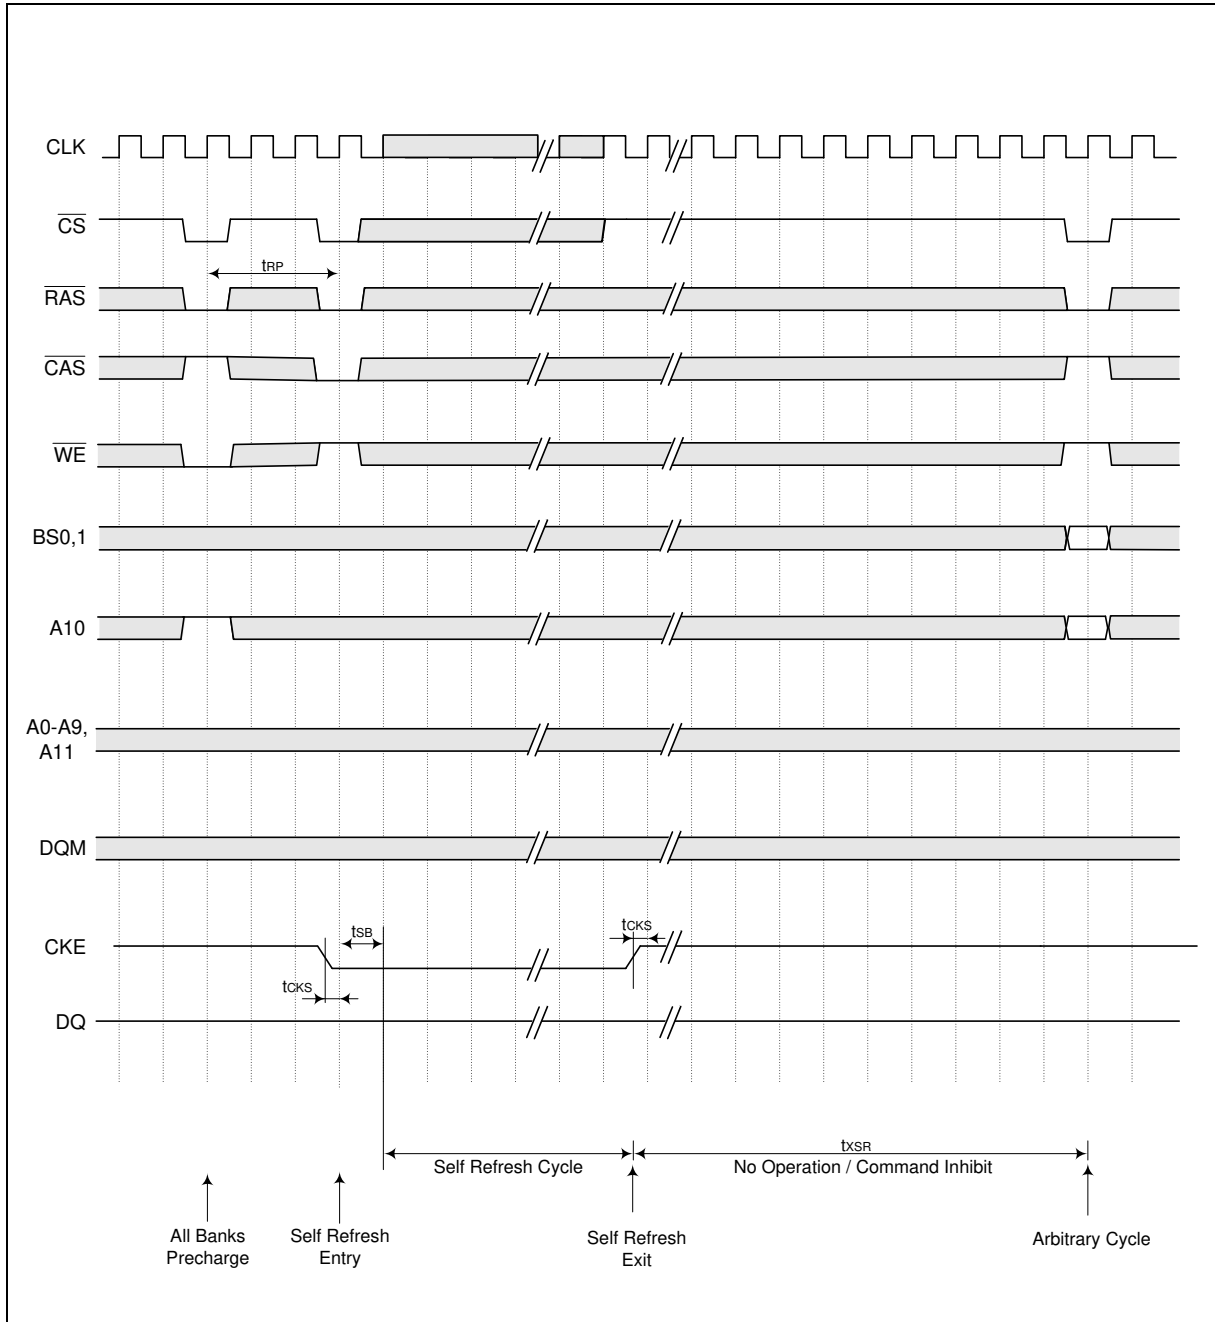 CLK
CS
tRP
RAS
CAS
WE
BS0,1
A10
A0-A9,
A11
DQM
tSB
tCKS
CKE
tCKS
DQ
tXSR
Self Refresh Cycle
No Operation / Command Inhibit
All Banks
Precharge
Self Refresh
Entry
Self Refresh
Exit
Arbitrary Cycle